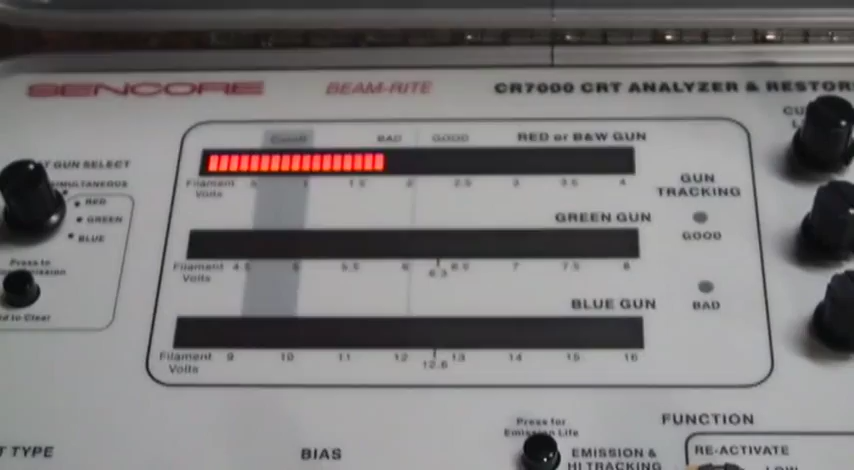 SENCORE BEAM-RITE CR7000 CRT ANALYZER & RESTOR
Cutoff BAD GOOD RED or B&W GUN
Filament Volts .5 1 1.5 2 2.5 3 3.5 4
GUN SELECT
SIMULTANEOUS
RED
GREEN
BLUE
GUN TRACKING
GOOD
BAD
GREEN GUN
Filament Volts 4.5 5 5.5 6 6.3 6.5 7 7.5 8
Press to
to Clear
BLUE GUN
Filament Volts 9 10 11 12 12.6 13 14 15 16
TYPE
BIAS
Press for
Emission Life
EMISSION &
HI TRACKING
FUNCTION
RE-ACTIVATE
LOW